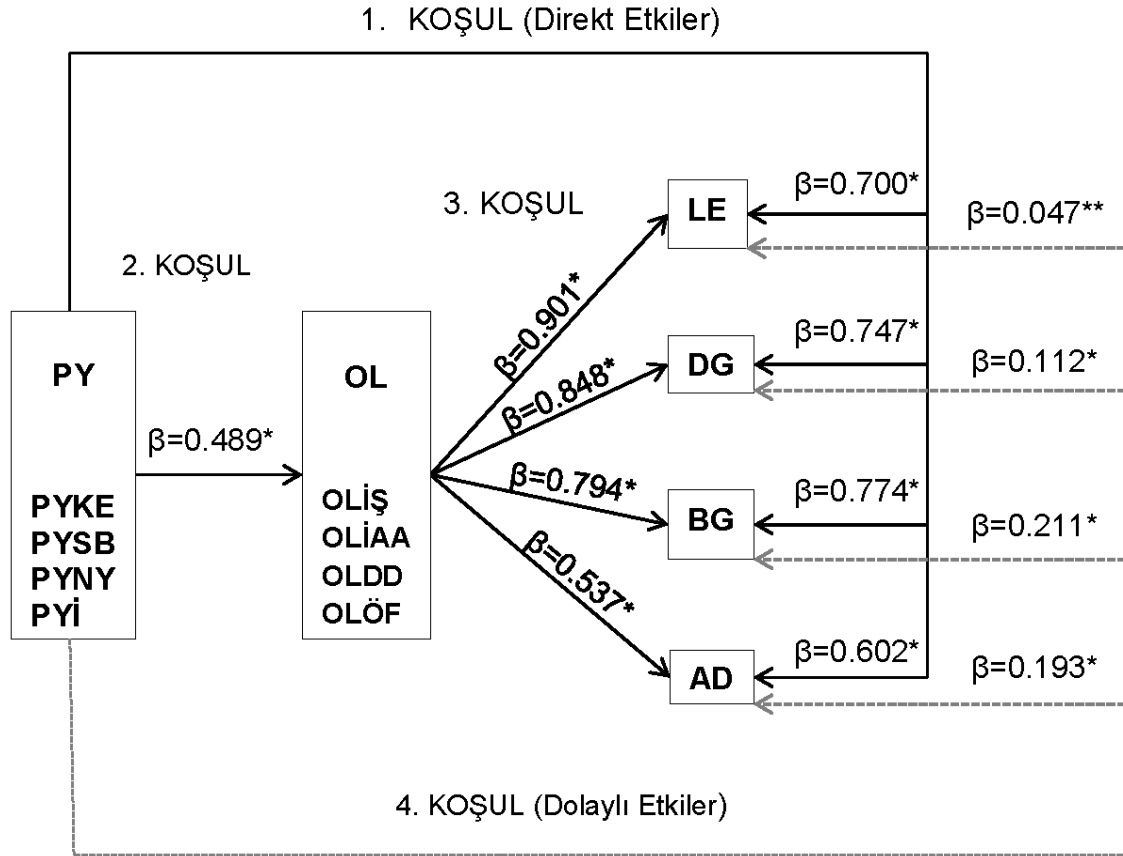 1. KOŞUL (Direkt Etkiler)
3. KOŞUL
2. KOŞUL
PY
PYKE
PYSB
PYNY
PYİ
β=0.489*
OL
OLİŞ
OLİAA
OLDD
OLÖF
β=0.901*
β=0.848*
β=0.794*
β=0.537*
LE
β=0.700*
β=0.047**
DG
β=0.747*
β=0.112*
BG
β=0.774*
β=0.211*
AD
β=0.602*
β=0.193*
4. KOŞUL (Dolaylı Etkiler)